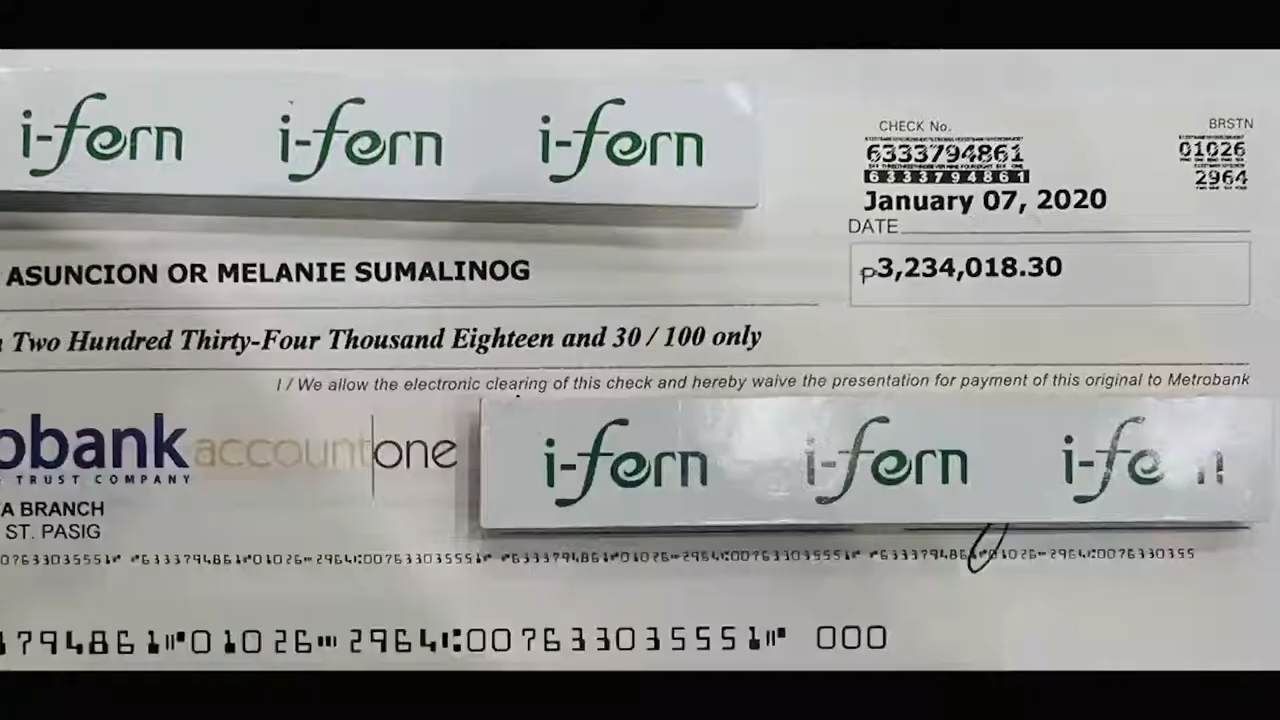 i-fern i-fern i-fern
CHECK No.
BRSTN
6333794861
01026
6333794861
2964
January 07, 2020
DATE
ASUNCION OR MELANIE SUMALINOG
₱3,234,018.30
Two Hundred Thirty-Four Thousand Eighteen and 30 / 100 only
I / We allow the electronic clearing of this check and hereby waive the presentation for payment of this original to Metrobank
obank accountone
TRUST COMPANY
i-fern i-fern i-fe n
A BRANCH
ST. PASIG
794861⑈01026⑉2964⑆007633035551⑈ 000